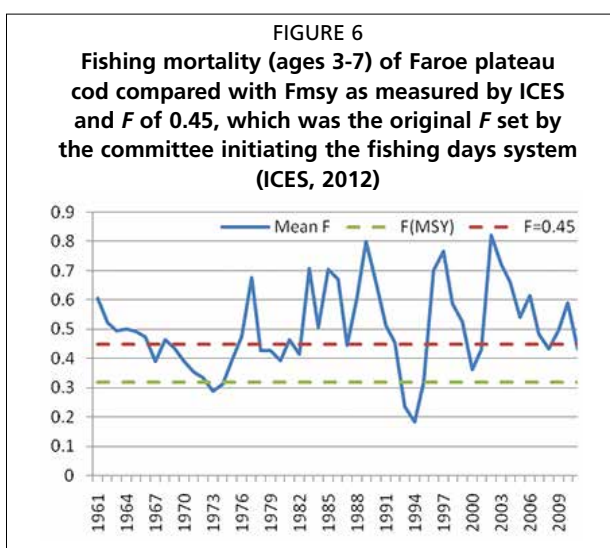 FIGURE 6
Fishing mortality (ages 3-7) of Faroe plateau
cod compared with Fmsy as measured by ICES
and F of 0.45, which was the original F set by
the committee initiating the fishing days system
(ICES, 2012)
Mean F F(MSY) F=0.45
0.9
0.8
0.7
0.6
0.5
0.4
0.3
0.2
0.1
0
1961 1964 1967 1970 1973 1976 1979 1982 1985 1988 1991 1994 1997 2000 2003 2006 2009